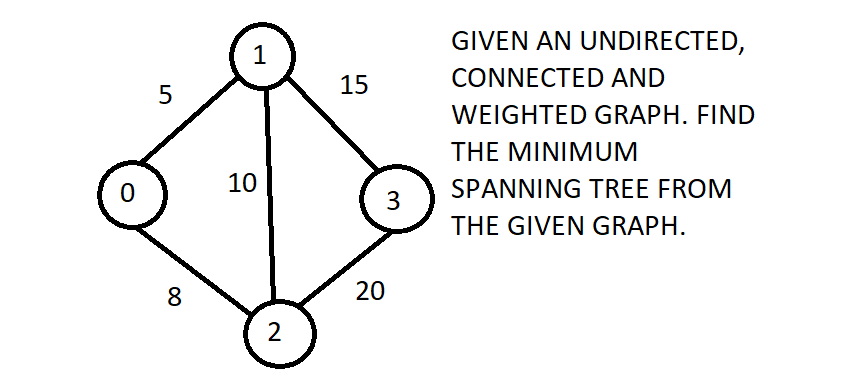 1
5
15
GIVEN AN UNDIRECTED,
CONNECTED AND
WEIGHTED GRAPH. FIND
THE MINIMUM
SPANNING TREE FROM
THE GIVEN GRAPH.
0
10
3
8
20
2